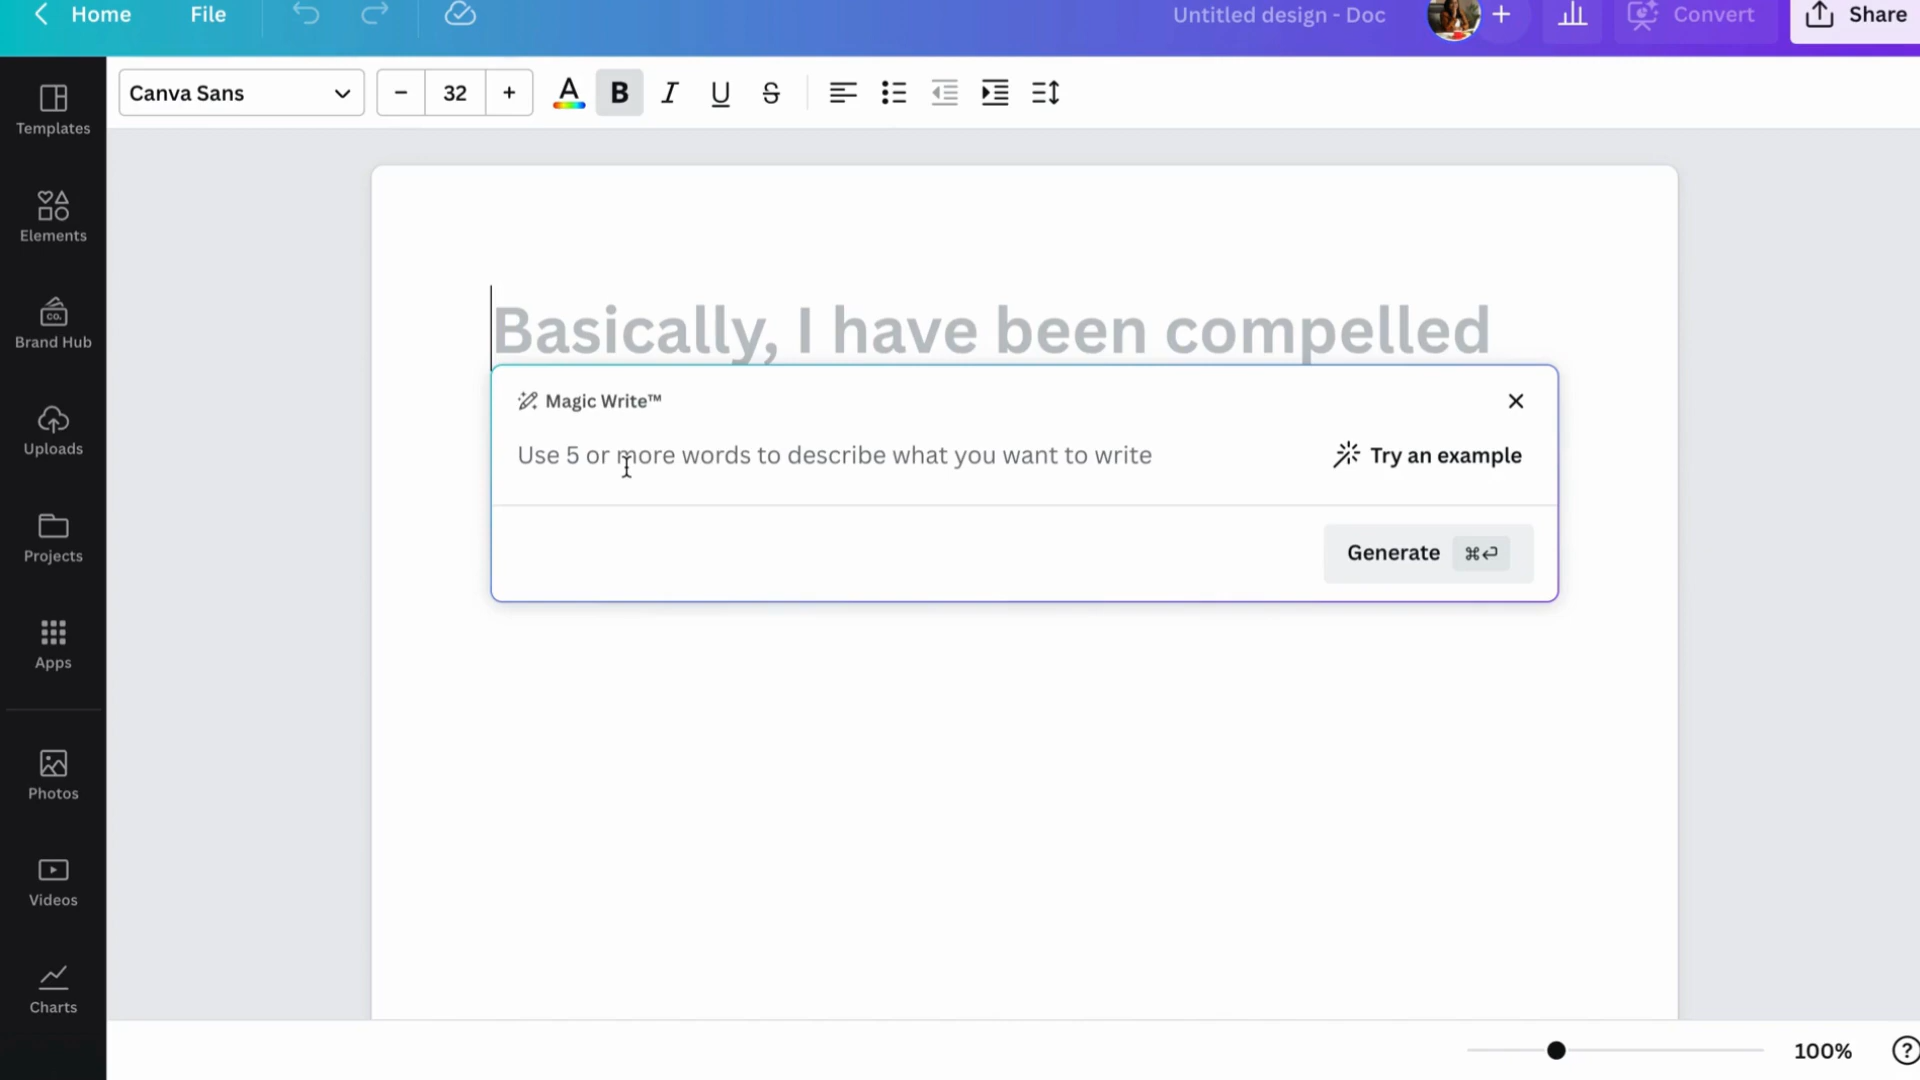 Home File Untitled design - Doc Convert Share
Canva Sans 32 A B I U S
Templates
Elements
CO.
Brand Hub
Uploads
Projects
Apps
Photos
Videos
Charts
Basically, I have been compelled
Magic Write™
Use 5 or more words to describe what you want to write Try an example
Generate ⌘⏎
100% ?